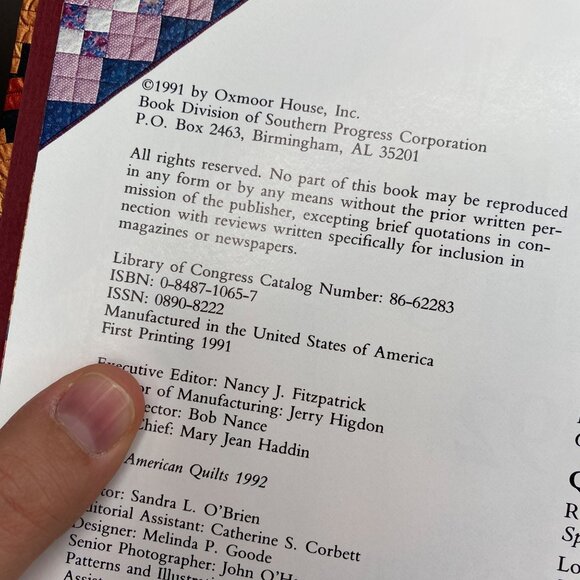 ©1991 by Oxmoor House, Inc.
Book Division of Southern Progress Corporation
P.O. Box 2463, Birmingham, AL 35201
All rights reserved. No part of this book may be reproduced
in any form or by any means without the prior written per-
mission of the publisher, excepting brief quotations in con-
nection with reviews written specifically for inclusion in
magazines or newspapers.
Library of Congress Catalog Number: 86-62283
ISBN: 0-8487-1065-7
ISSN: 0890-8222
Manufactured in the United States of America
First Printing 1991
Executive Editor: Nancy J. Fitzpatrick
of Manufacturing: Jerry Higdon
Bob Nance
Chief: Mary Jean Haddin
American Quilts 1992
Sandra L. O'Brien
Editorial Assistant: Catherine S. Corbett
Designer: Melinda P. Goode
Senior Photographer: John
Patterns and